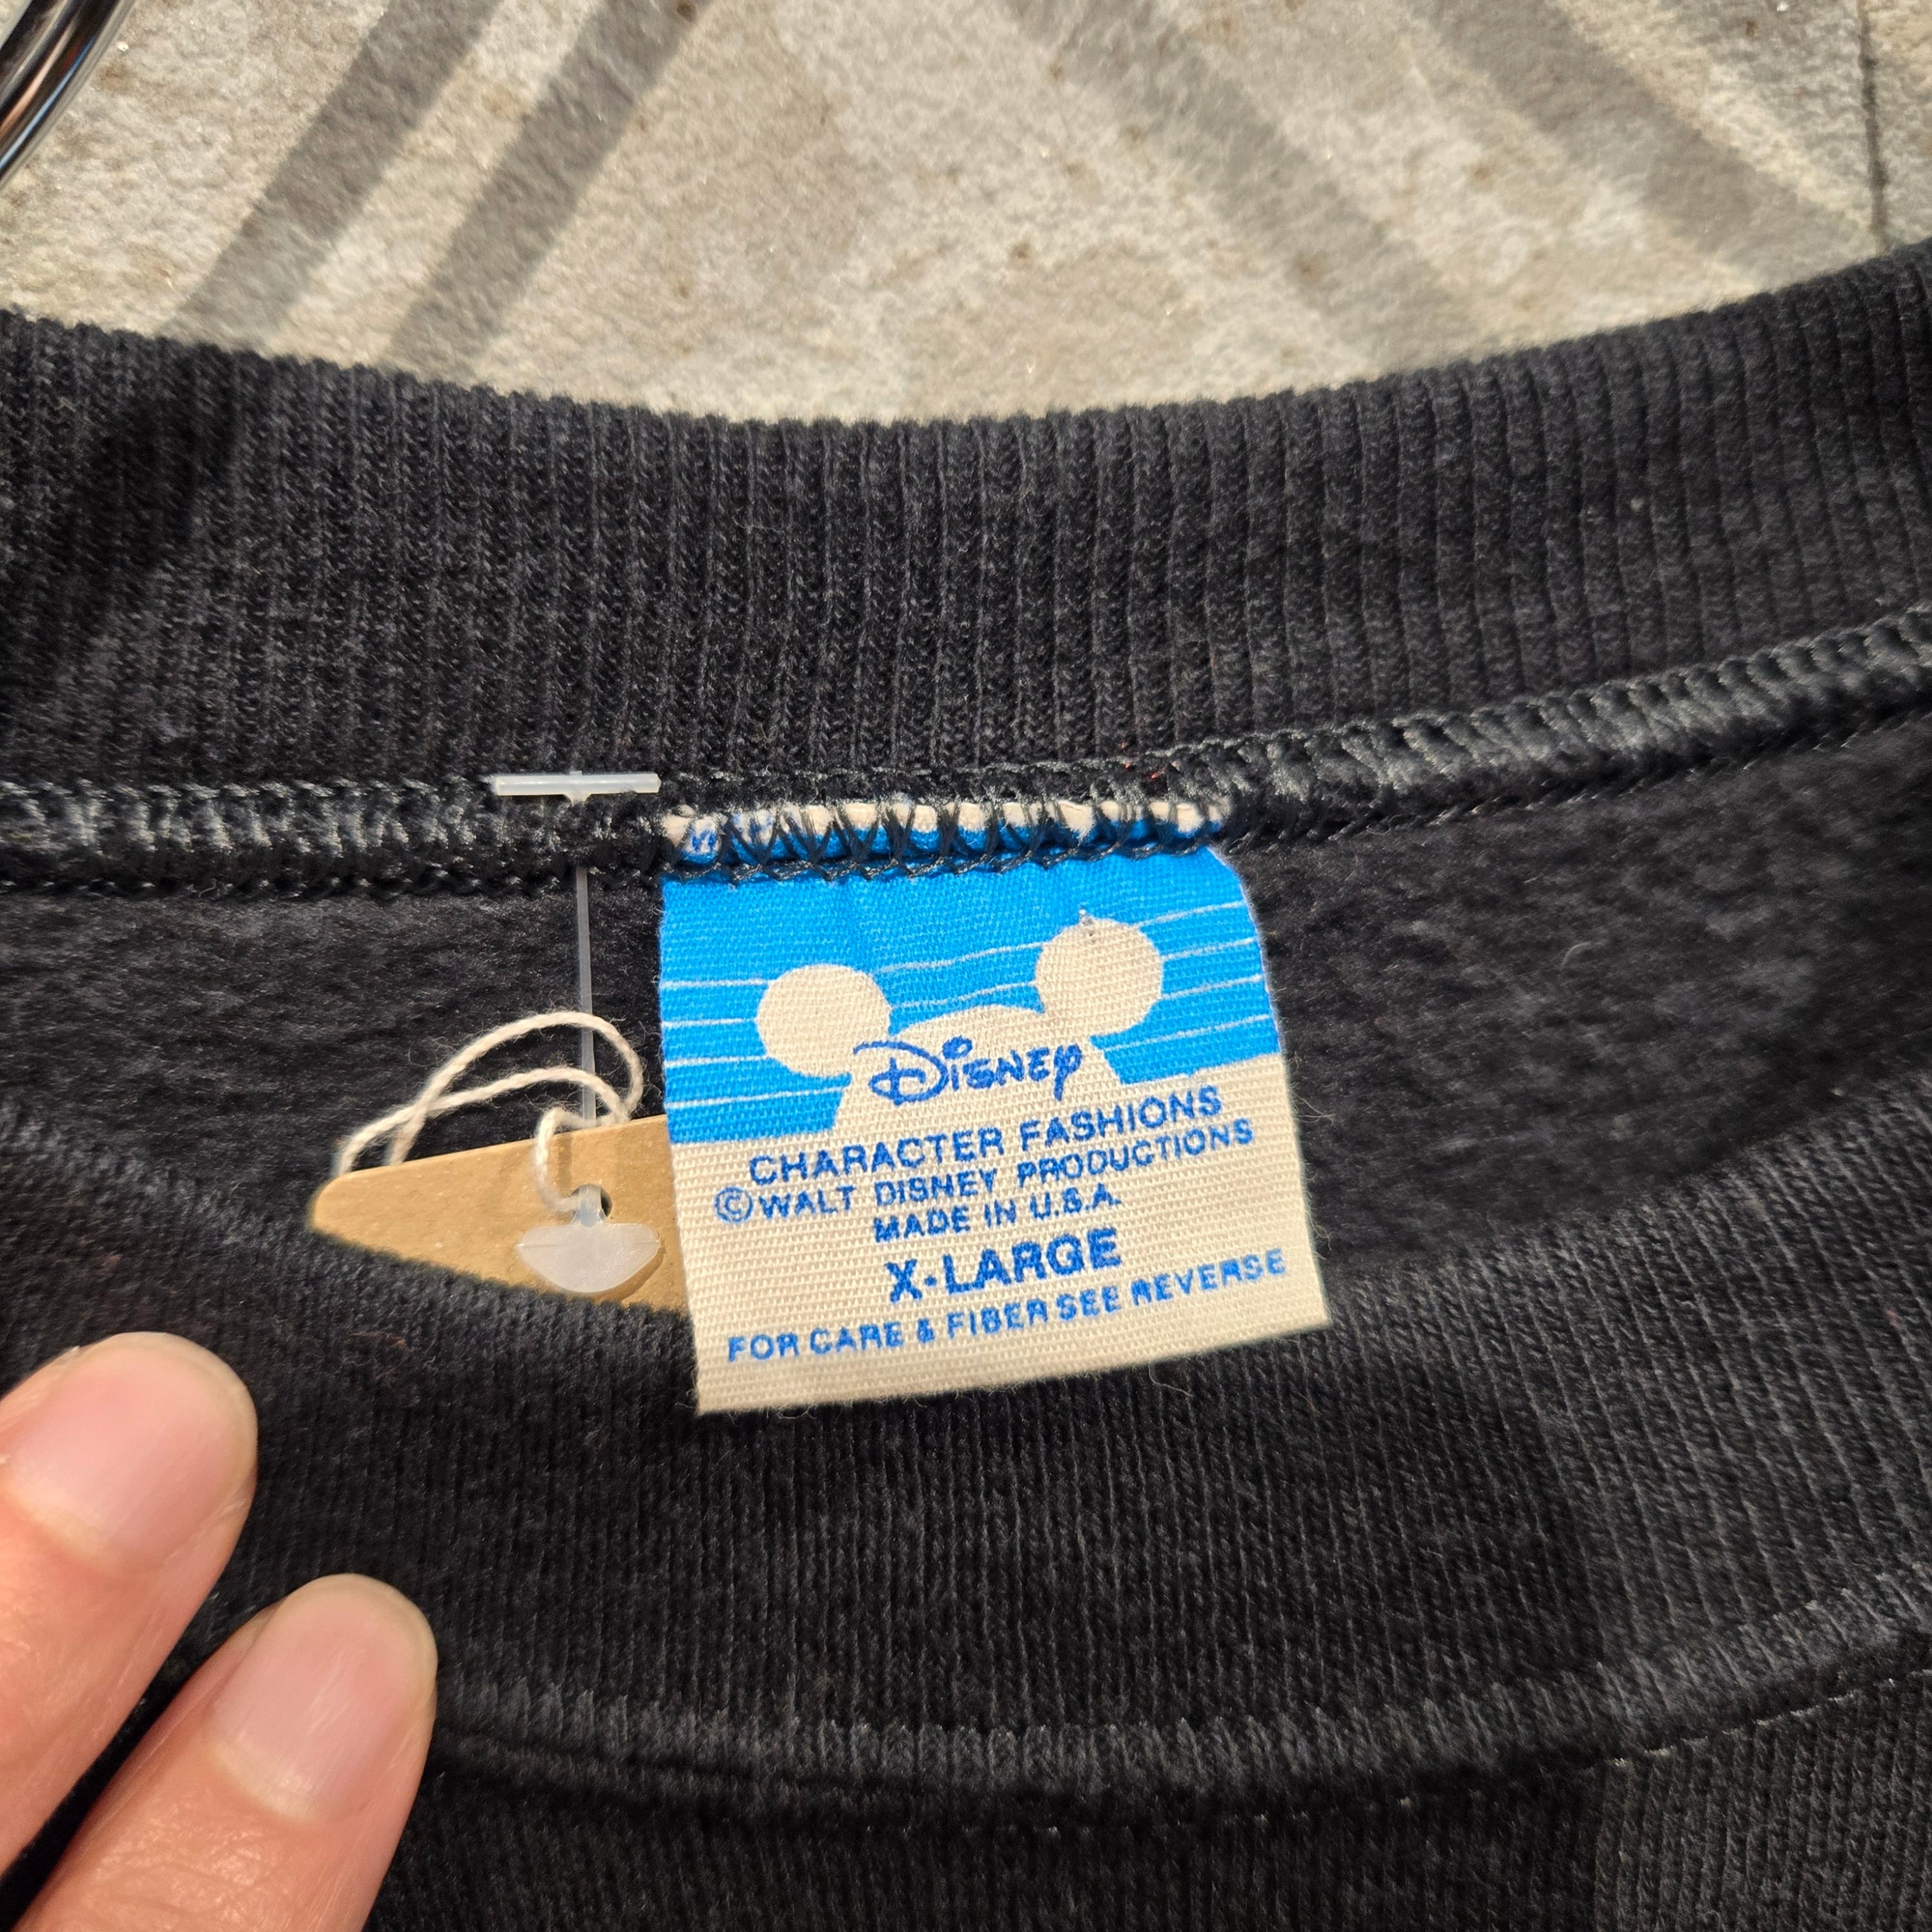 Disney
CHARACTER FASHIONS
©WALT DISNEY PRODUCTIONS
MADE IN U.S.A.
X-LARGE
FOR CARE & FIBER SEE REVERSE